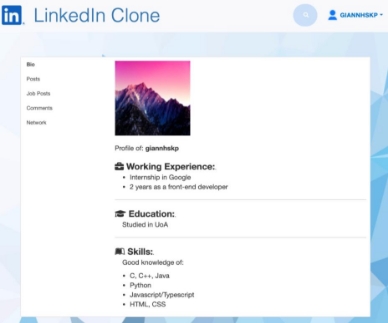 in. LinkedIn Clone
GIANNHSKP
Bio
Posts
Job Posts
Comments
Network
Profile of: giannhskp
Working Experience:
Internship in Google
2 years as a front-end developer
Education:
Studied in UoA
Skills:
Good knowledge of:
C, C++, Java
Python
Javascript/Typescript
HTML, CSS